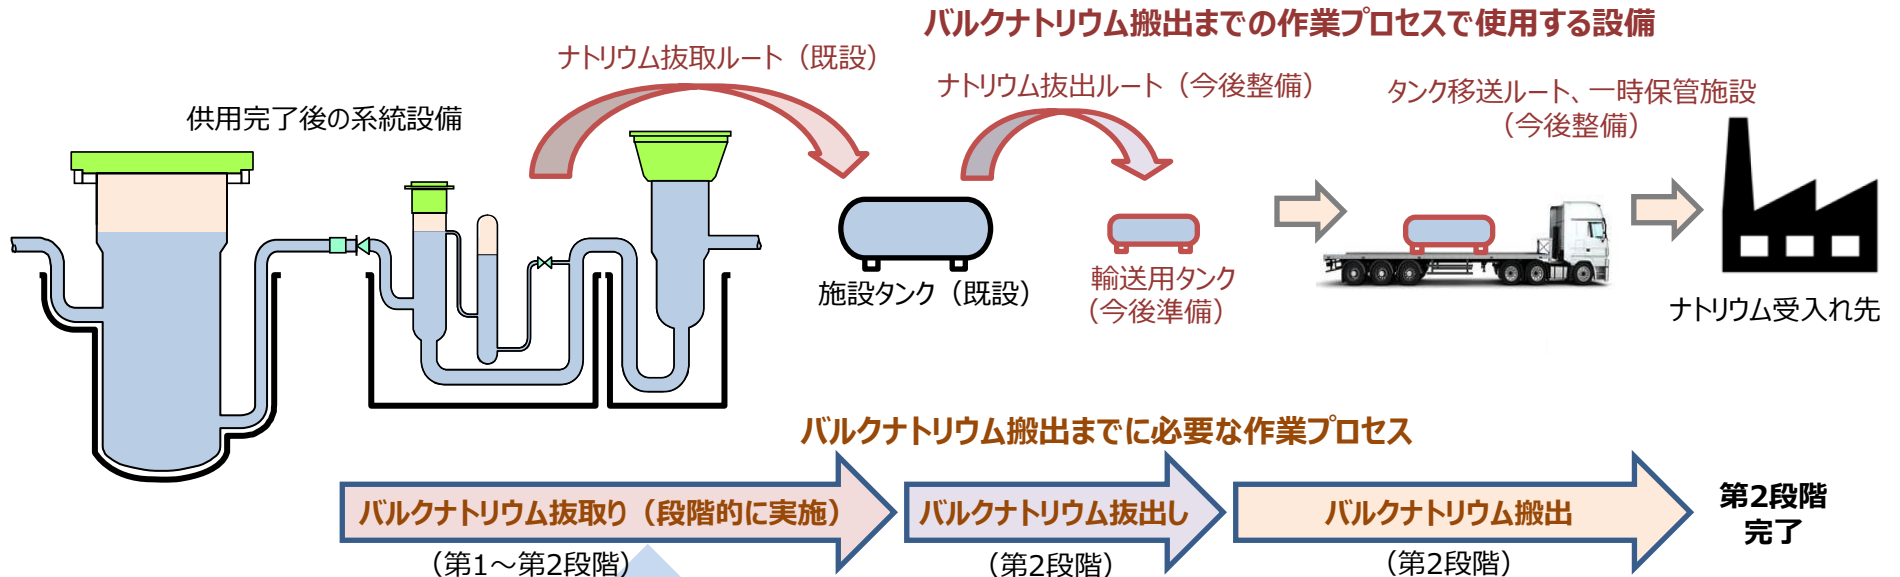 バルクナトリウム搬出までの作業プロセスで使用する設備
ナトリウム抜取ルート（既設）
ナトリウム抜出ルート（今後整備）
タンク移送ルート、一時保管施設
（今後整備）
供用完了後の系統設備
施設タンク（既設）
輸送用タンク
（今後準備）
ナトリウム受入れ先
バルクナトリウム搬出までに必要な作業プロセス
バルクナトリウム抜取り（段階的に実施）
バルクナトリウム抜出し
バルクナトリウム搬出
第2段階
完了
（第1～第2段階）
（第2段階）
（第2段階）